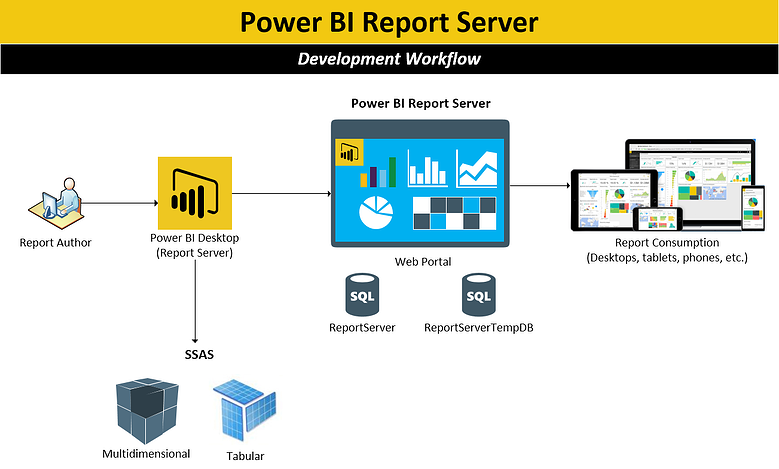 Power BI Report Server
Development Workflow
Power BI Report Server
Report Author
Power BI Desktop
(Report Server)
Web Portal
Report Consumption
(Desktops, tablets, phones, etc.)
SQL
SQL
ReportServer
ReportServerTempDB
SSAS
Multidimensional
Tabular